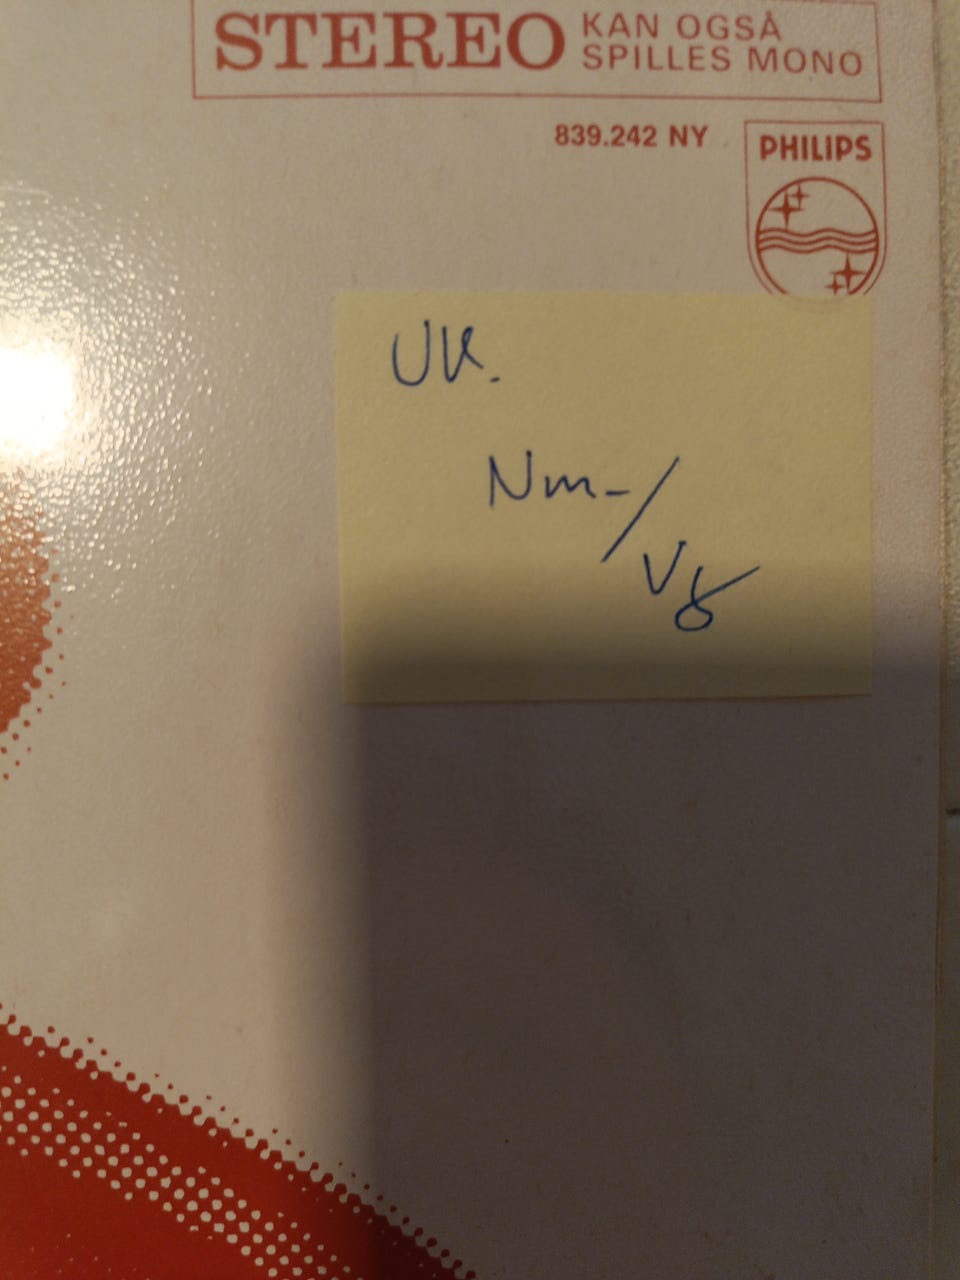 STEREO KAN OGSÅ
SPILLES MONO
839.242 NY
PHILIPS
UK.
Nm-/
Vg